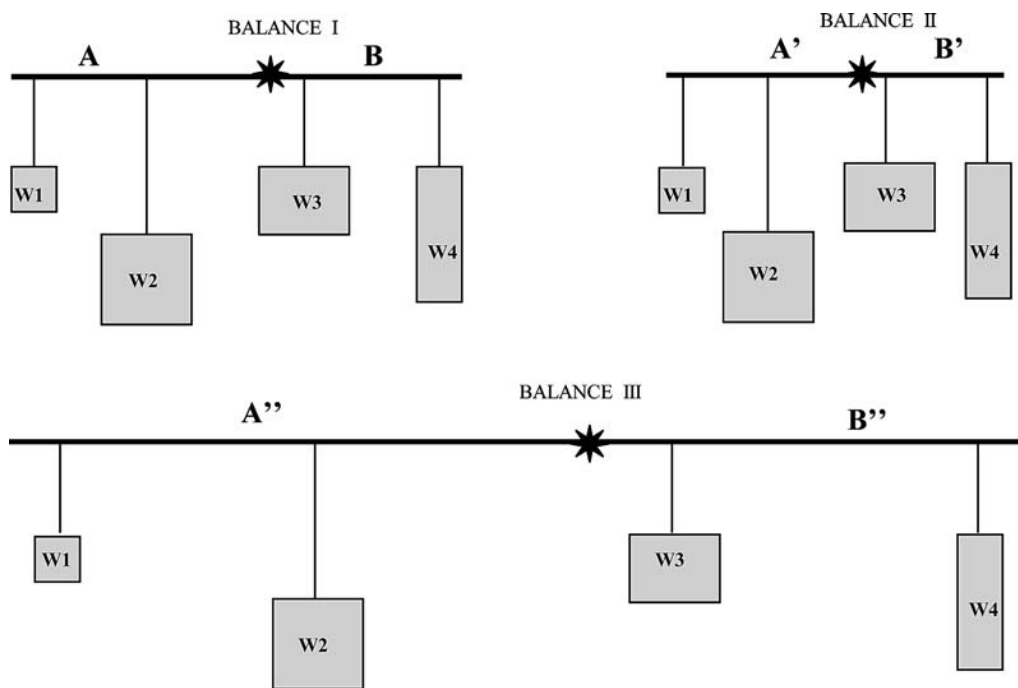 BALANCE I
A B
W1 W2 W3 W4
BALANCE II
A’ B’
W1 W2 W3 W4
BALANCE III
A’’ B’’
W1 W2 W3 W4